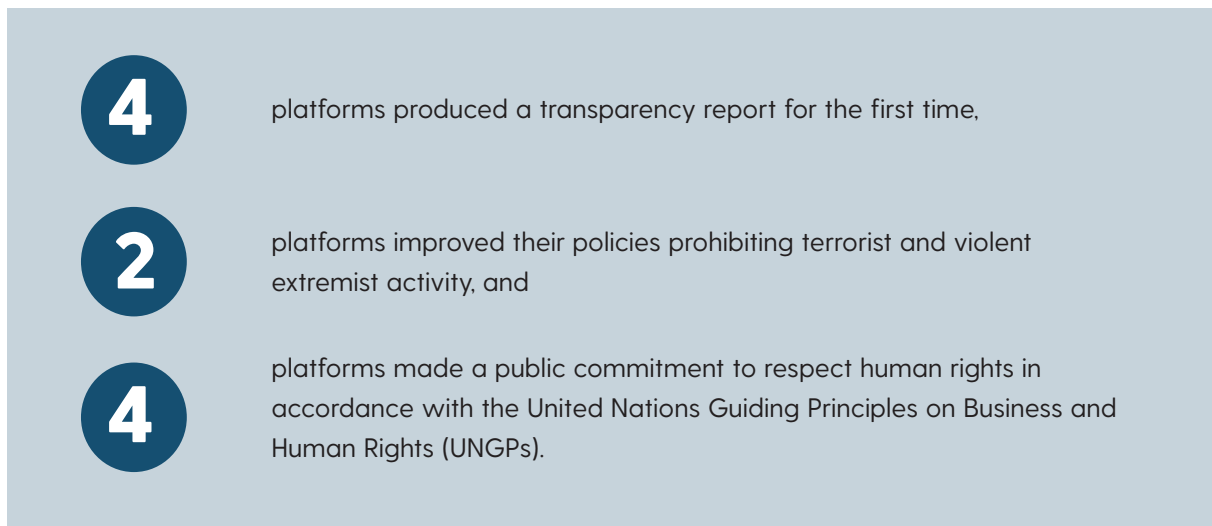 4
platforms produced a transparency report for the first time,
2
platforms improved their policies prohibiting terrorist and violent
extremist activity, and
4
platforms made a public commitment to respect human rights in
accordance with the United Nations Guiding Principles on Business and
Human Rights (UNGPs).